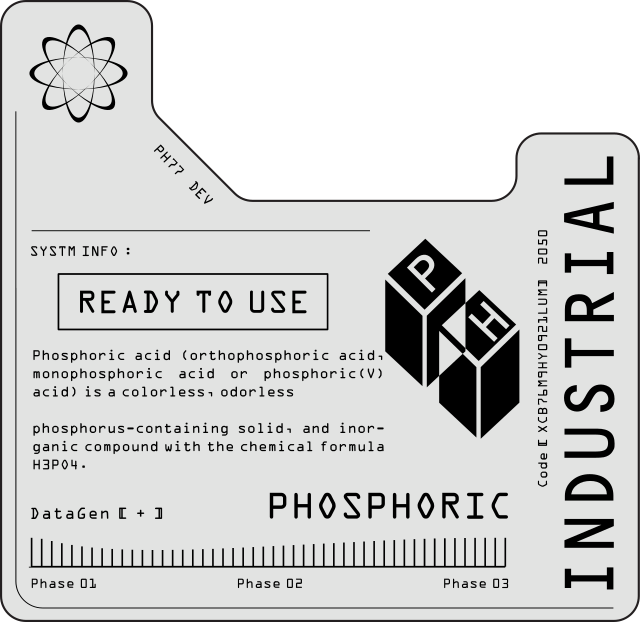 PH77 DEV
SYSTM INFO :
READY TO USE
Phosphoric acid (orthophosphoric acid,
monophosphoric acid or phosphoric(V)
acid) is a colorless, odorless
phosphorus-containing solid, and inor-
ganic compound with the chemical formula
H3PO4.
P
H
DataGen [ + ]
PHOSPHORIC
Phase 01
Phase 02
Phase 03
Code [ XCB76M9HYO921LUM] 2050
INDUSTRIAL